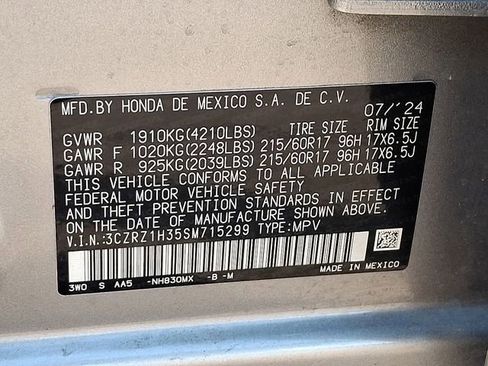 MFD.BY HONDA DE MEXICO S.A. DE C.V. 07/'24
GVWR 1910KG(4210LBS) TIRE SIZE RIM SIZE
GAWR F 1020KG(2248LBS) 215/60R17 96H 17X6.5J
GAWR R 925KG(2039LBS) 215/60R17 96H 17X6.5J
THIS VEHICLE CONFORMS TO ALL APPLICABLE
FEDERAL MOTOR VEHICLE SAFETY
AND THEFT PREVENTION STANDARDS IN EFFECT
ON THE DATE OF MANUFACTURE SHOWN ABOVE.
V.I.N:3CZRZ1H35SM715299 TYPE:MPV
3WO S AA5 -NH830MX -B -M
MADE IN MEXICO